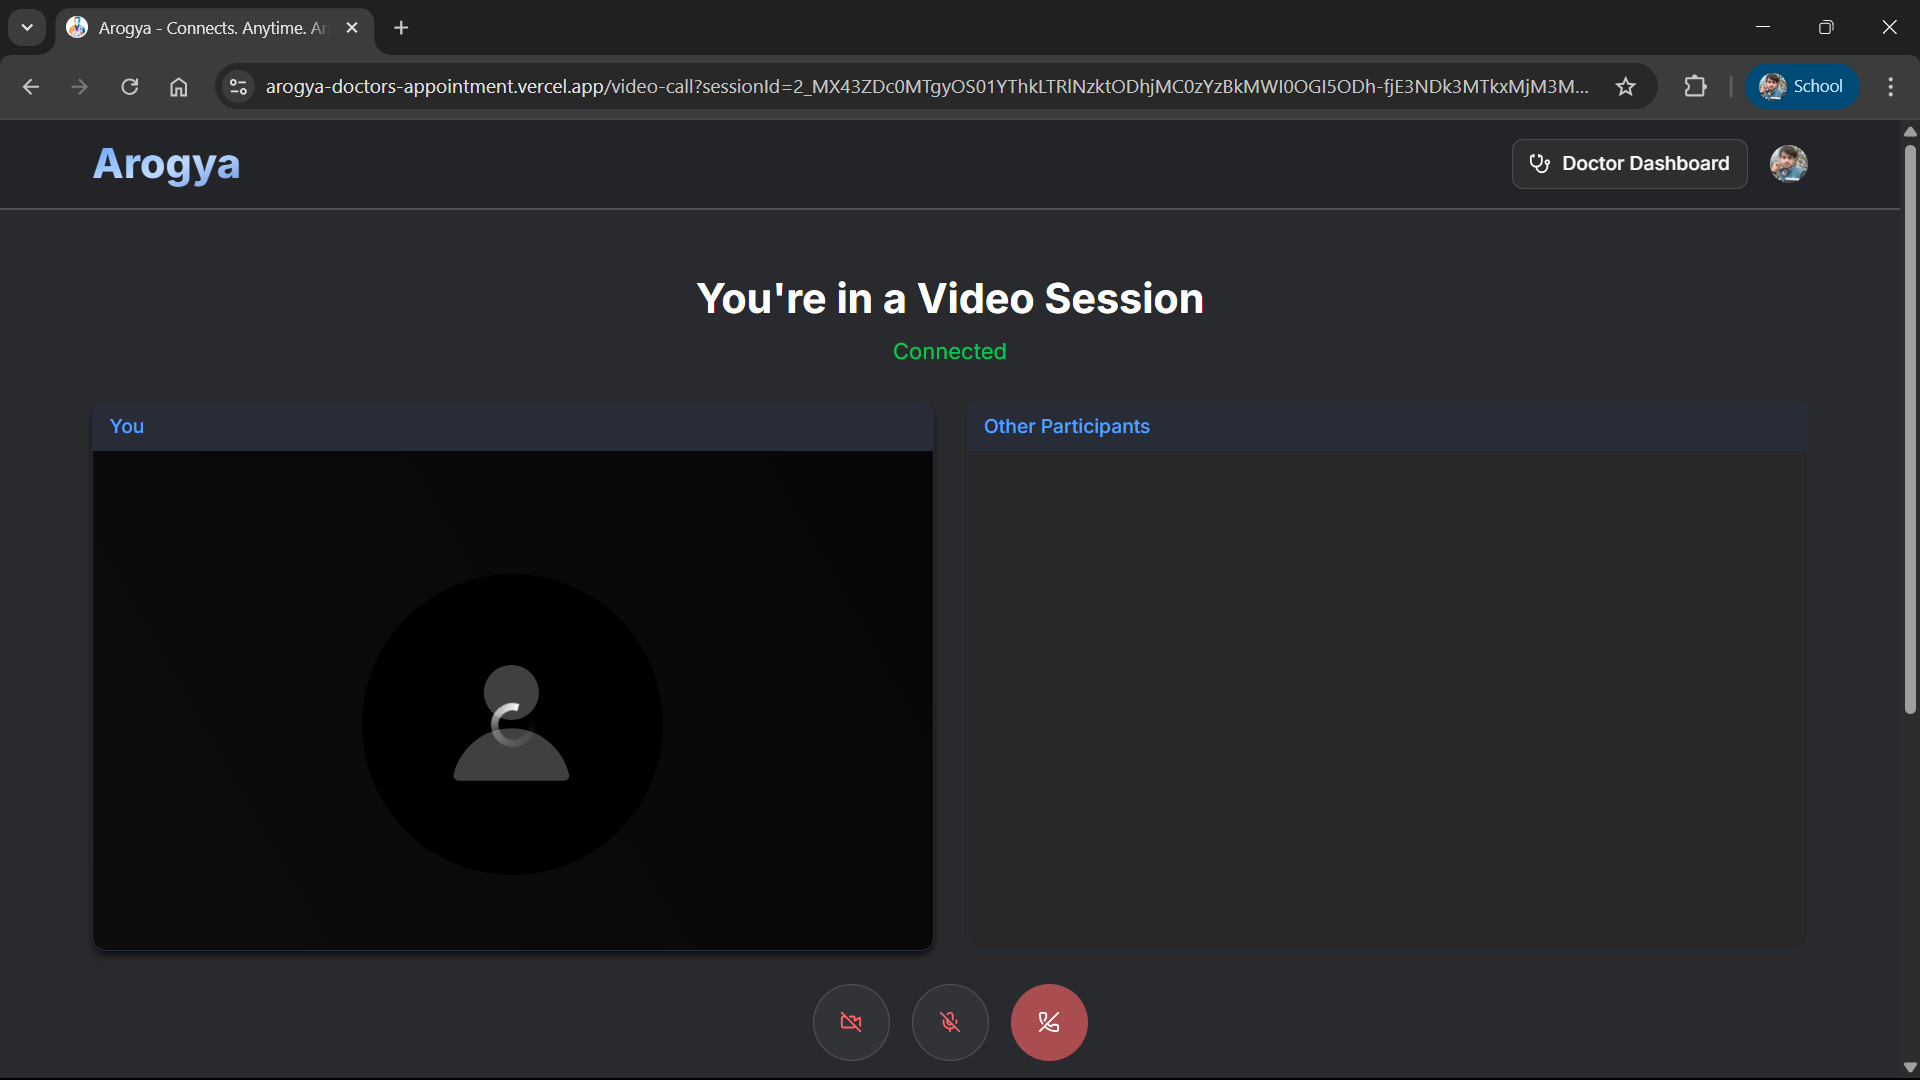 Arogya - Connects. Anytime.
arogya-doctors-appointment.vercel.app/video-call?sessionId=2_MX43ZDc0MTgyOS01YThkLTRlNzktODhjMC0zYzBkMWI0OGI5ODh-fjE3NDk3MTkxMjM3M...
School
Arogya
Doctor Dashboard
You're in a Video Session
Connected
You
Other Participants